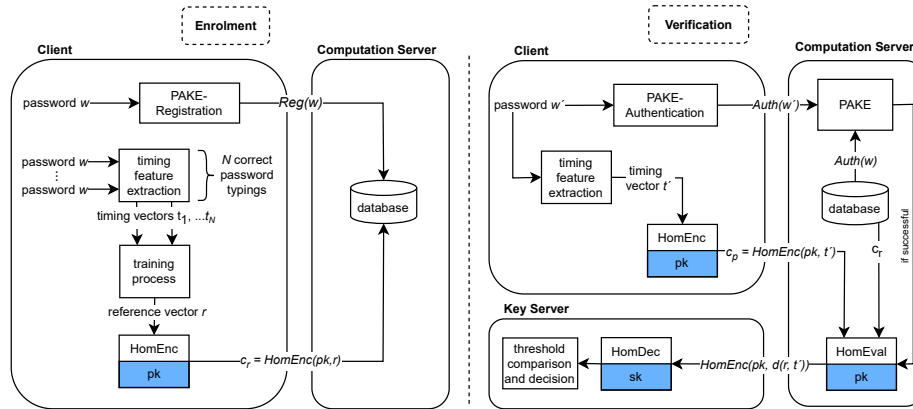 Enrolment
Client
Computation Server
password w
PAKE-
Registration
Reg(w)
password w
⋮
password w
timing
feature
extraction
N correct
password
typings
timing vectors t1, ...tN
database
training
process
reference vector r
HomEnc
pk
cr = HomEnc(pk,r)
Verification
Client
Computation Server
password w´
PAKE-
Authentication
Auth(w´)
PAKE
timing
feature
extraction
timing
vector t´
Auth(w)
database
HomEnc
pk
cp = HomEnc(pk, t´)
cr
if successful
Key Server
threshold
comparison
and decision
HomDec
sk
HomEnc(pk, d(r, t´))
HomEval
pk